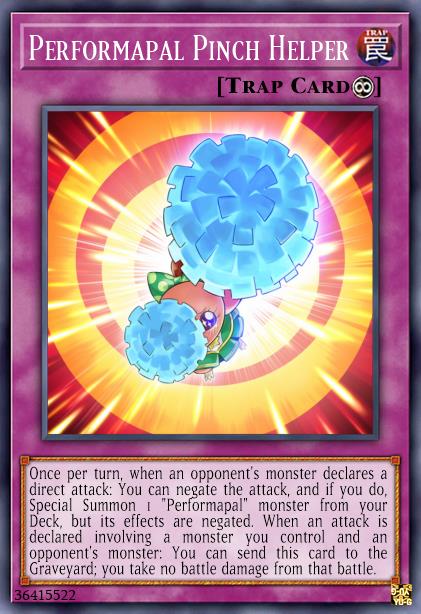 PERFORMAPAL PINCH HELPER
TRAP
罠
[TRAP CARD∞]
Once per turn, when an opponent's monster declares a
direct attack: You can negate the attack, and if you do,
Special Summon 1 "Performapal" monster from your
Deck, but its effects are negated. When an attack is
declared involving a monster you control and an
opponent's monster: You can send this card to the
Graveyard; you take no battle damage from that battle.
36415522